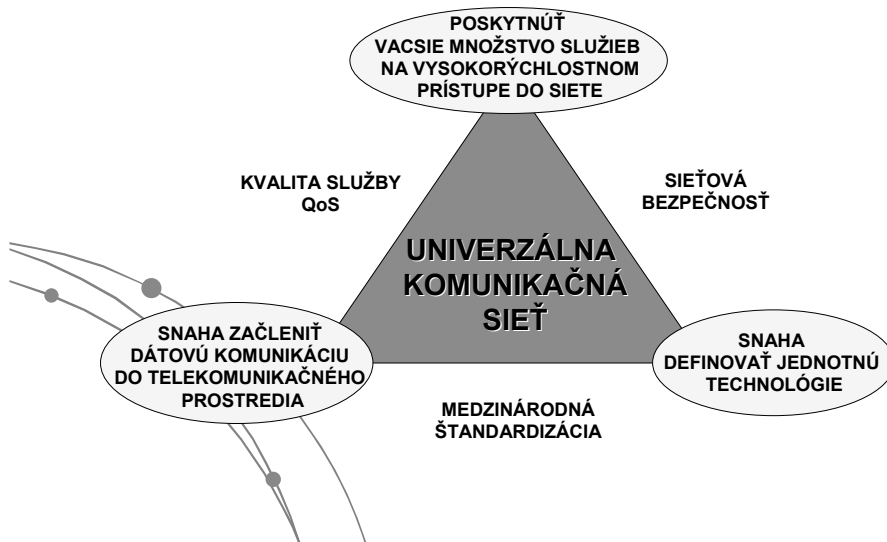 POSKYTNÚŤ
VACSIE MNOŽSTVO SLUŽIEB
NA VYSOKORÝCHLOSTNOM
PRÍSTUPE DO SIETE
KVALITA SLUŽBY
QoS
SIEŤOVÁ
BEZPEČNOSŤ
UNIVERZÁLNA
KOMUNIKAČNÁ
SIEŤ
SNAHA ZAČLENIŤ
DÁTOVÚ KOMUNIKÁCIU
DO TELEKOMUNIKAČNÉHO
PROSTREDIA
SNAHA
DEFINOVAŤ JEDNOTNÚ
TECHNOLÓGIE
MEDZINÁRODNÁ
ŠTANDARDIZÁCIA